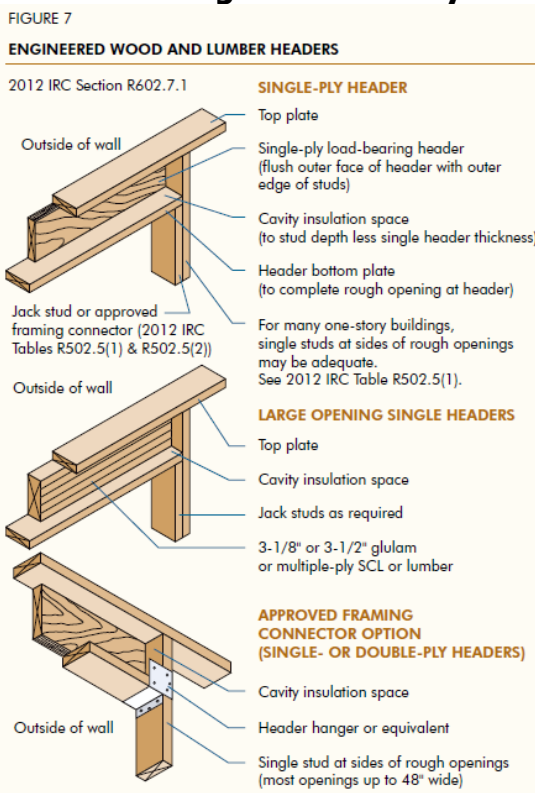 FIGURE 7
ENGINEERED WOOD AND LUMBER HEADERS
2012 IRC Section R602.7.1
Outside of wall
SINGLE-PLY HEADER
Top plate
Single-ply load-bearing header
(flush outer face of header with outer
edge of studs)
Cavity insulation space
(to stud depth less single header thickness)
Header bottom plate
(to complete rough opening at header)
Jack stud or approved
framing connector (2012 IRC
Tables R502.5(1) & R502.5(2))
For many one-story buildings,
single studs at sides of rough openings
may be adequate.
See 2012 IRC Table R502.5(1).
Outside of wall
LARGE OPENING SINGLE HEADERS
Top plate
Cavity insulation space
Jack studs as required
3-1/8" or 3-1/2" glulam
or multiple-ply SCL or lumber
APPROVED FRAMING
CONNECTOR OPTION
(SINGLE- OR DOUBLE-PLY HEADERS)
Cavity insulation space
Outside of wall
Header hanger or equivalent
Single stud at sides of rough openings
(most openings up to 48" wide)